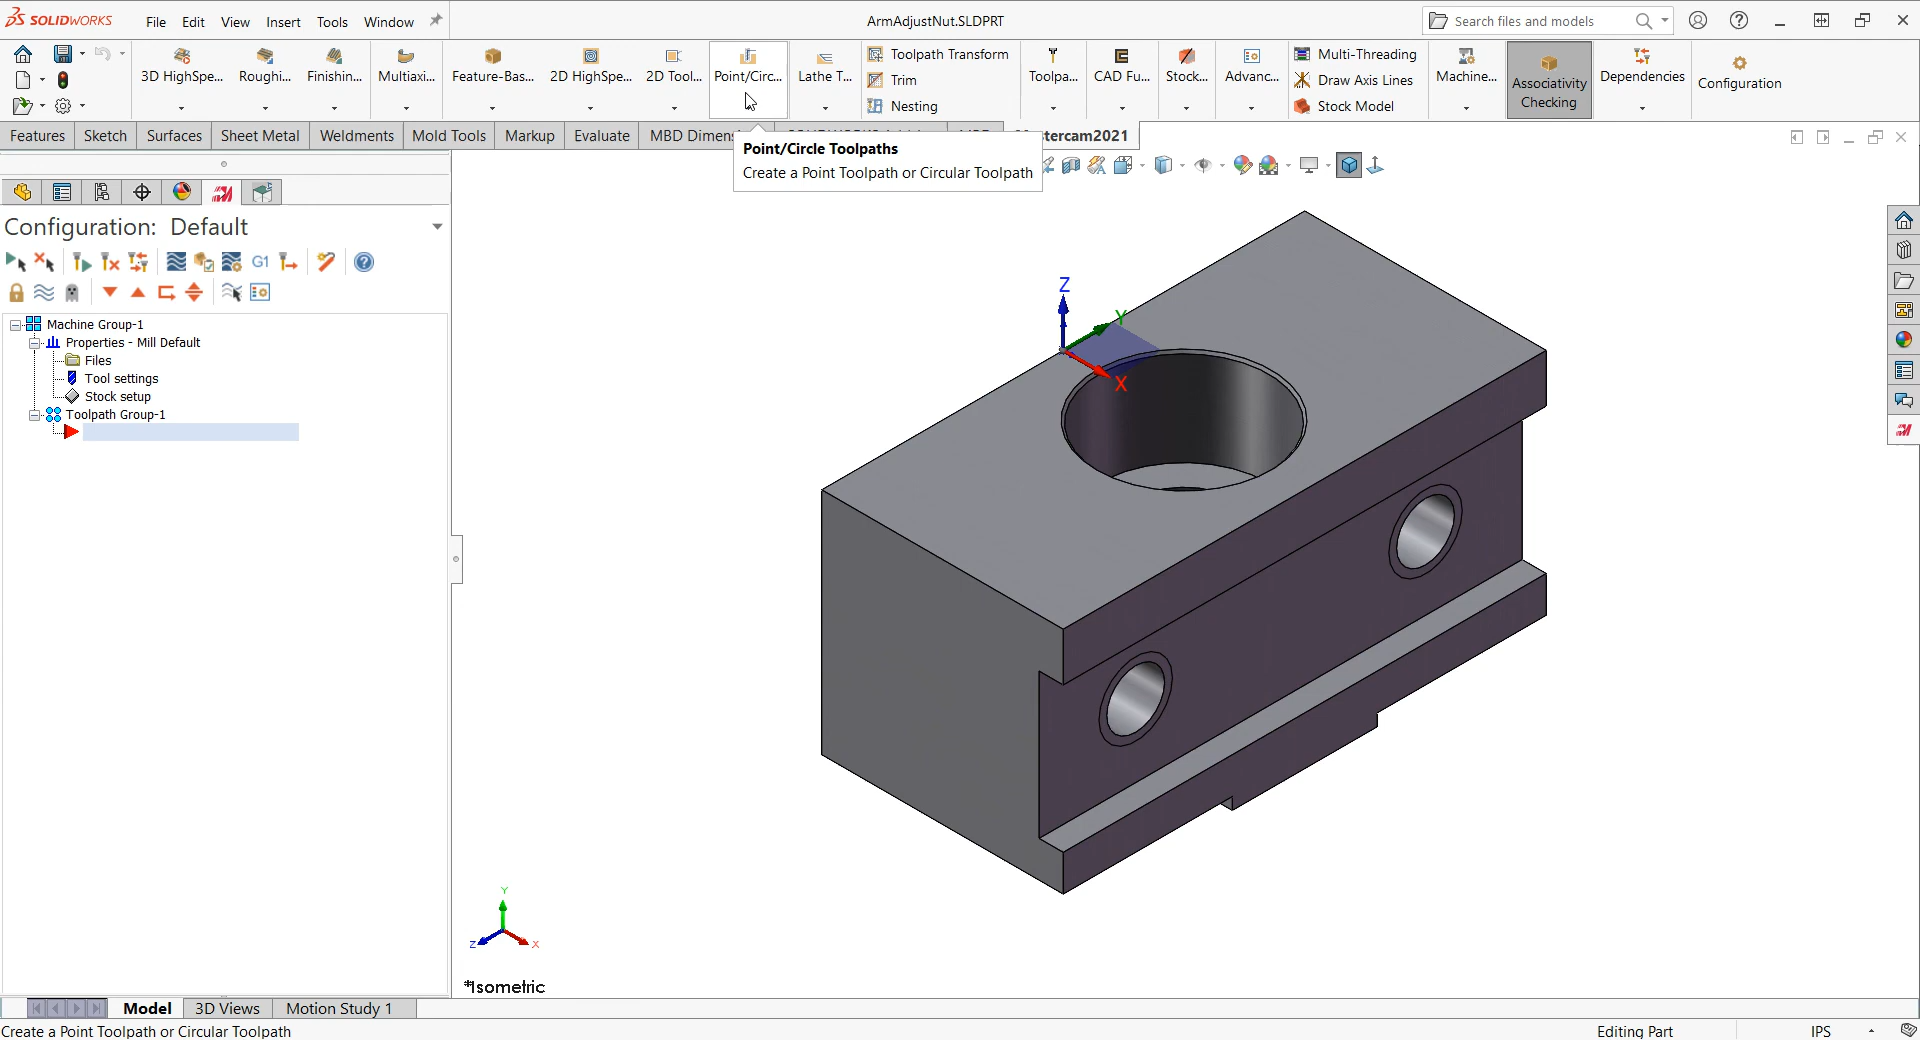 SOLIDWORKS File Edit View Insert Tools Window ArmAdjustNut.SLDPRT Search files and models
3D HighSpe... Roughi... Finishin... Multiaxi... Feature-Bas... 2D HighSpe... 2D Tool... Point/Circ... Lathe T...
Toolpath Transform
Trim
Nesting
Toolpa... CAD Fu... Stock... Advanc...
Multi-Threading
Draw Axis Lines
Stock Model
Machine...
Associativity
Checking
Dependencies
Configuration
Features Sketch Surfaces Sheet Metal Weldments Mold Tools Markup Evaluate MBD Dimens stercam2021
Point/Circle Toolpaths
Create a Point Toolpath or Circular Toolpath
Configuration: Default
G1
Machine Group-1
Properties - Mill Default
Files
Tool settings
Stock setup
Toolpath Group-1
Z
Y
X
Y
Z
X
*Isometric
Model 3D Views Motion Study 1
Create a Point Toolpath or Circular Toolpath Editing Part IPS